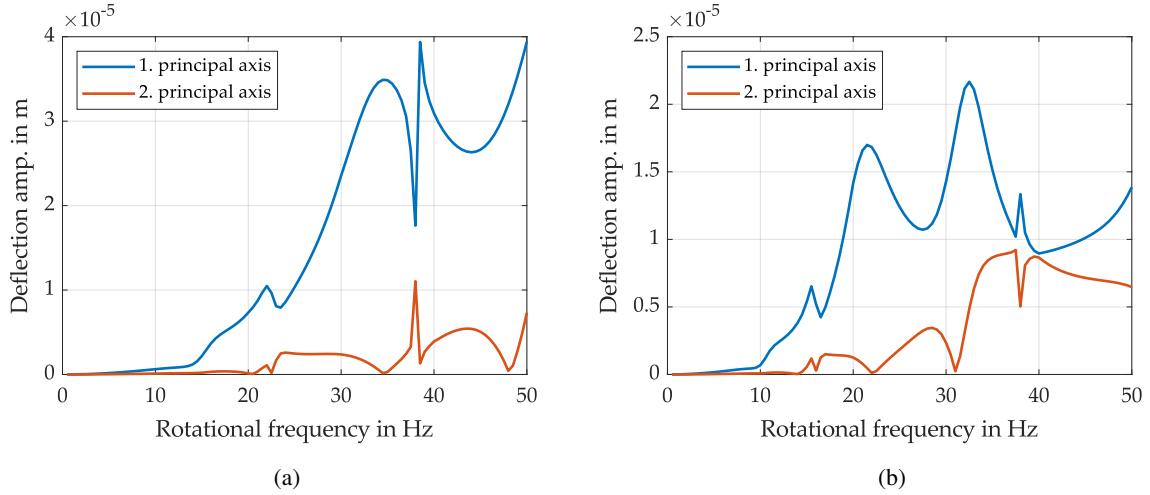 ×10⁻⁵
4
3
2
1
0
0
10
20
30
40
50
Deflection amp. in m
Rotational frequency in Hz
1. principal axis
2. principal axis
(a)
×10⁻⁵
2.5
2
1.5
1
0.5
0
0
10
20
30
40
50
Deflection amp. in m
Rotational frequency in Hz
1. principal axis
2. principal axis
(b)